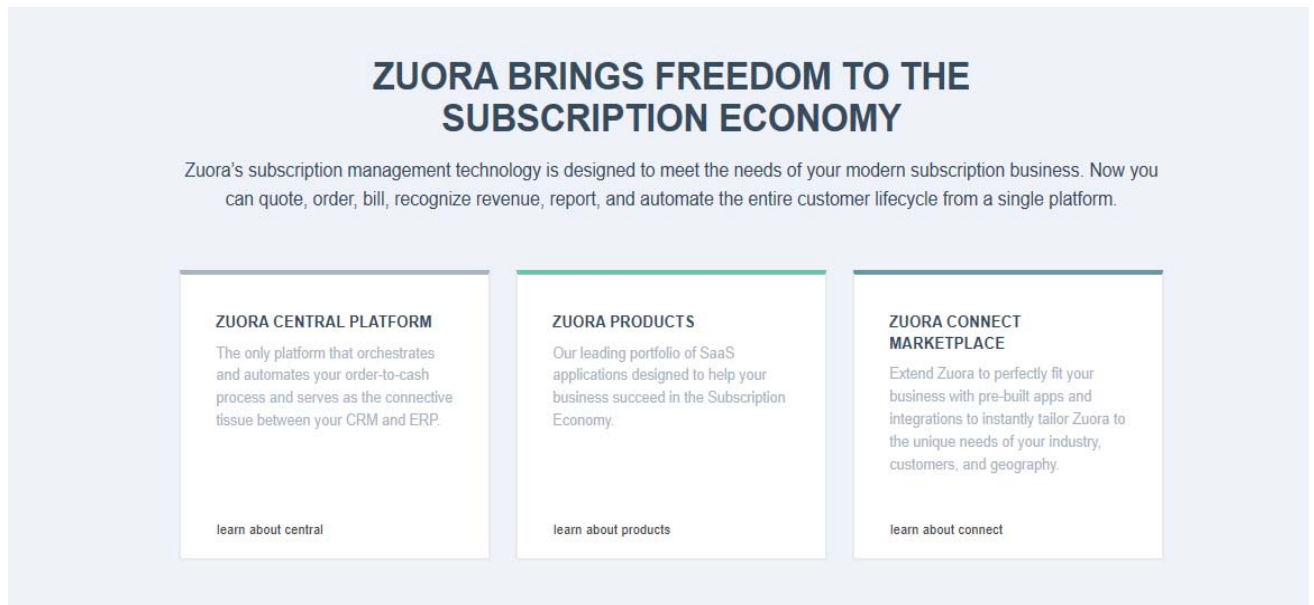 ZUORA BRINGS FREEDOM TO THE
SUBSCRIPTION ECONOMY
Zuora's subscription management technology is designed to meet the needs of your modern subscription business. Now you
can quote, order, bill, recognize revenue, report, and automate the entire customer lifecycle from a single platform.
ZUORA CENTRAL PLATFORM
The only platform that orchestrates
and automates your order-to-cash
process and serves as the connective
tissue between your CRM and ERP.
learn about central
ZUORA PRODUCTS
Our leading portfolio of SaaS
applications designed to help your
business succeed in the Subscription
Economy.
learn about products
ZUORA CONNECT
MARKETPLACE
Extend Zuora to perfectly fit your
business with pre-built apps and
integrations to instantly tailor Zuora to
the unique needs of your industry,
customers, and geography.
learn about connect